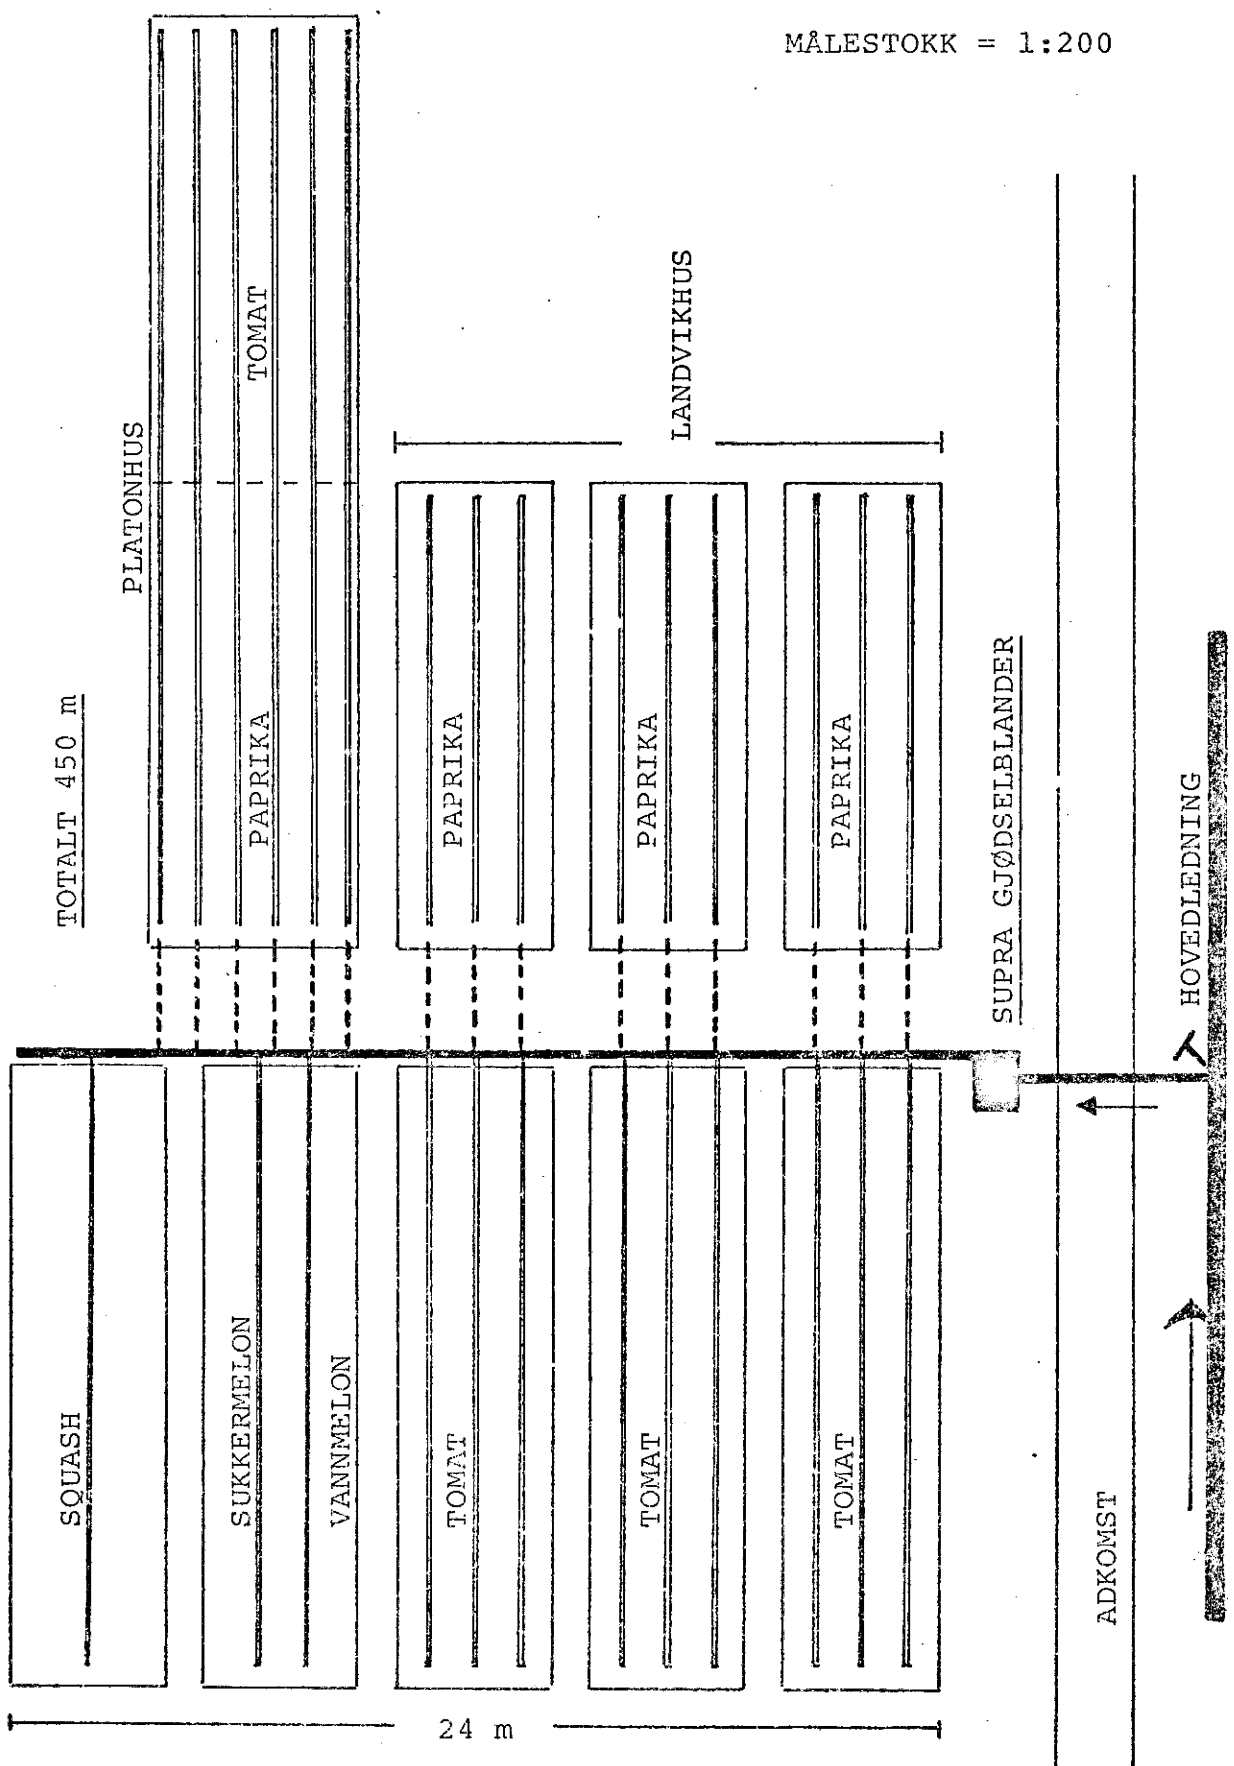 MÅLESTOKK = 1:200
TOTALT 450 m
PLATONHUS
TOMAT
PAPRIKA
LANDVIKHUS
PAPRIKA
PAPRIKA
PAPRIKA
SUPRA GJØDSELBLANDER
HOVEDLEDNING
SQUASH
SUKKERMELON
VANNMELON
TOMAT
TOMAT
TOMAT
ADKOMST
24 m